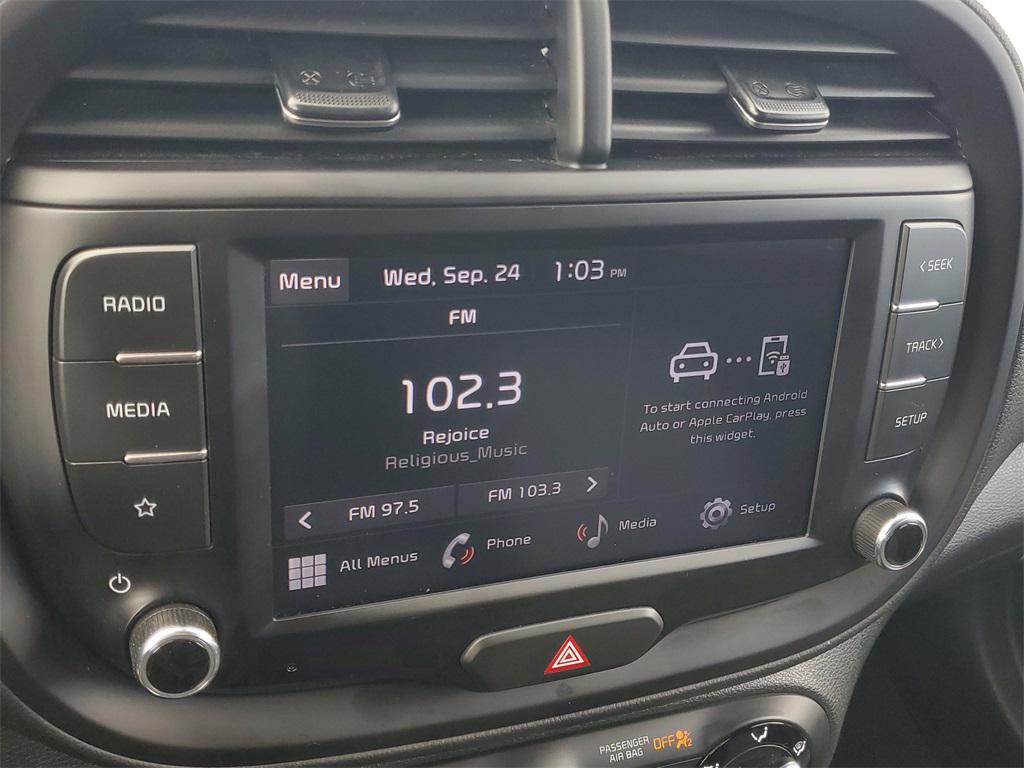 Menu
Wed, Sep. 24
1:03 PM
FM
102.3
Rejoice
Religious_Music
FM 97.5
FM 103.3
To start connecting Android
Auto or Apple CarPlay, press
this widget.
All Menus
Phone
Media
Setup
RADIO
MEDIA
< SEEK
TRACK >
SETUP
PASSENGER
AIR BAG
OFF
2